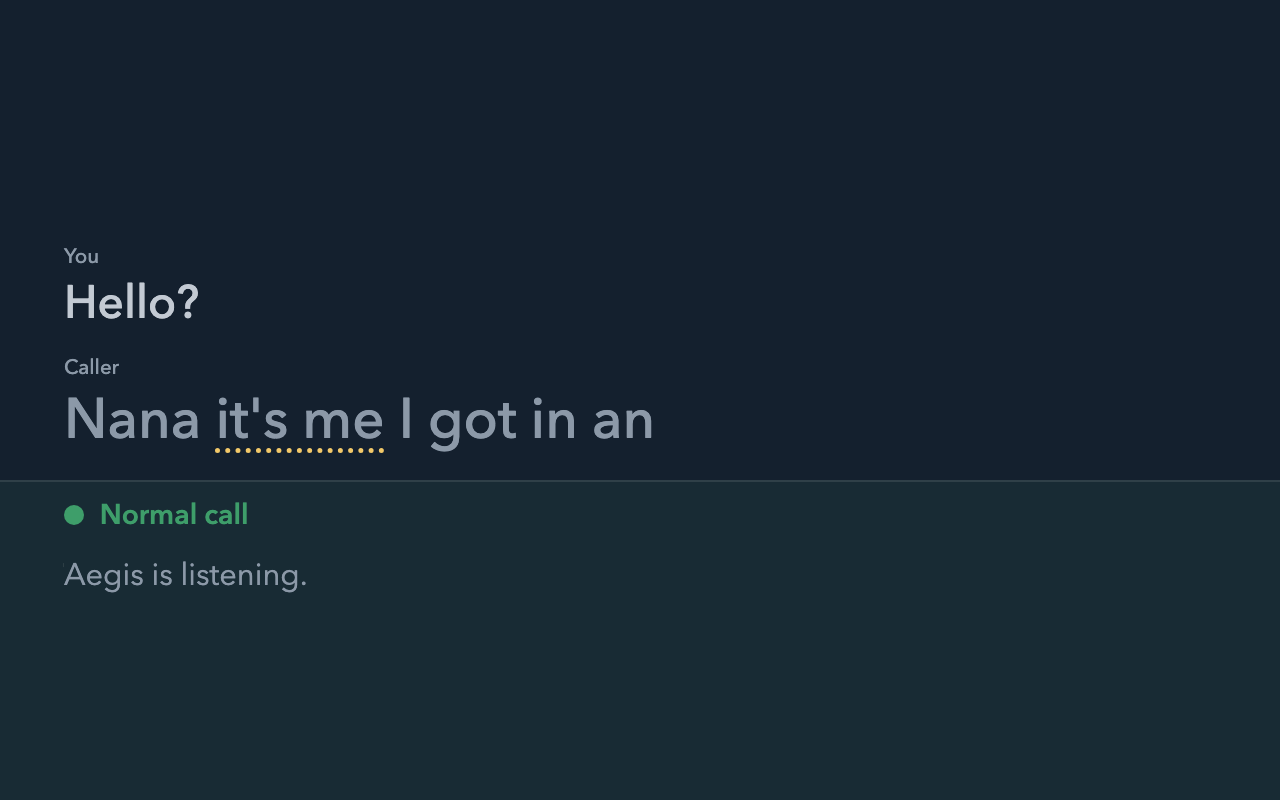 You
Hello?
Caller
Nana it's me I got in an
Normal call
Aegis is listening.